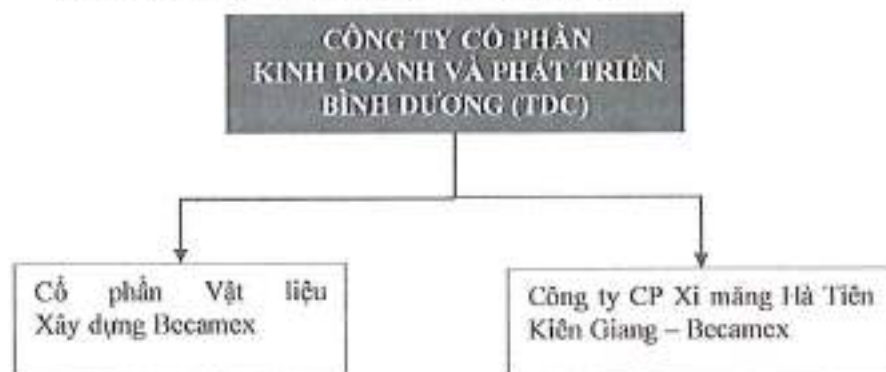 CÔNG TY CỔ PHẦN
KINH DOANH VÀ PHÁT TRIỂN
BÌNH DƯƠNG (TDC)
Cổ phần Vật liệu
Xây dựng Becamex
Công ty CP Xi măng Hà Tiên
Kiên Giang – Becamex